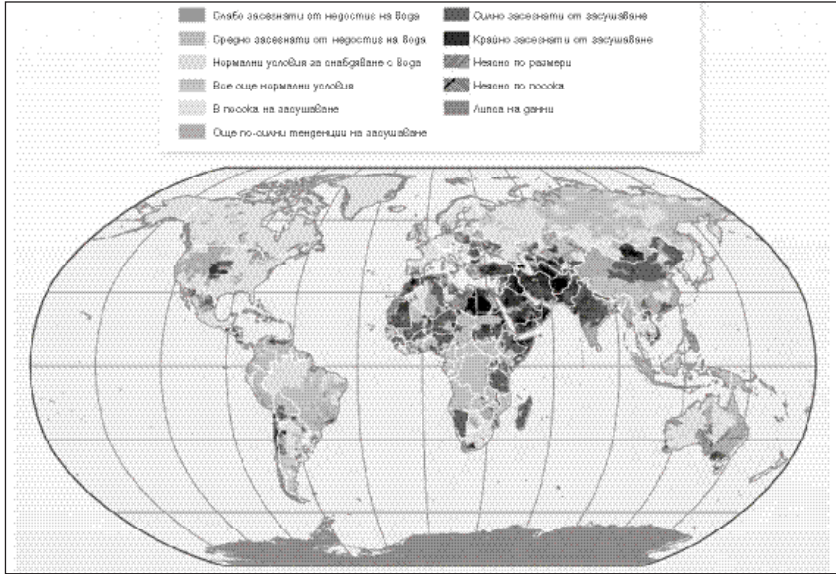 Слабо засегнати от недостиг на вода
Средно засегнати от недостиг на вода
Нормални условия за снабдяване с вода
Все още нормални условия
В посока на засушаване
Още по-силни тенденции на засушаване
Силно засегнати от засушаване
Крайно засегнати от засушаване
Неясно по размери
Неясно по посока
Липса на данни